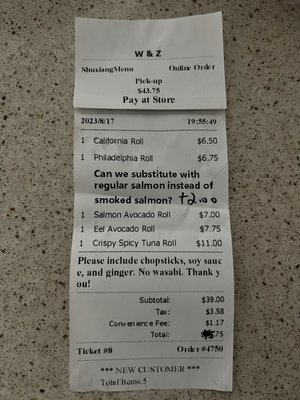 W & Z
ShuxiangMenu Online Order
Pick-up
$43.75
Pay at Store
2023/8/17 19:55:49
1 California Roll $6.50
1 Philadelphia Roll $6.75
Can we substitute with
regular salmon instead of
smoked salmon? +2.00
1 Salmon Avocado Roll $7.00
1 Eel Avocado Roll $7.75
1 Crispy Spicy Tuna Roll $11.00
Please include chopsticks, soy sauc
e, and ginger. No wasabi. Thank y
ou!
Subtotal: $39.00
Tax: $3.58
Convenience Fee: $1.17
Total: .75
Ticket #8 Order #4750
*** NEW CUSTOMER ***
Total Items:5